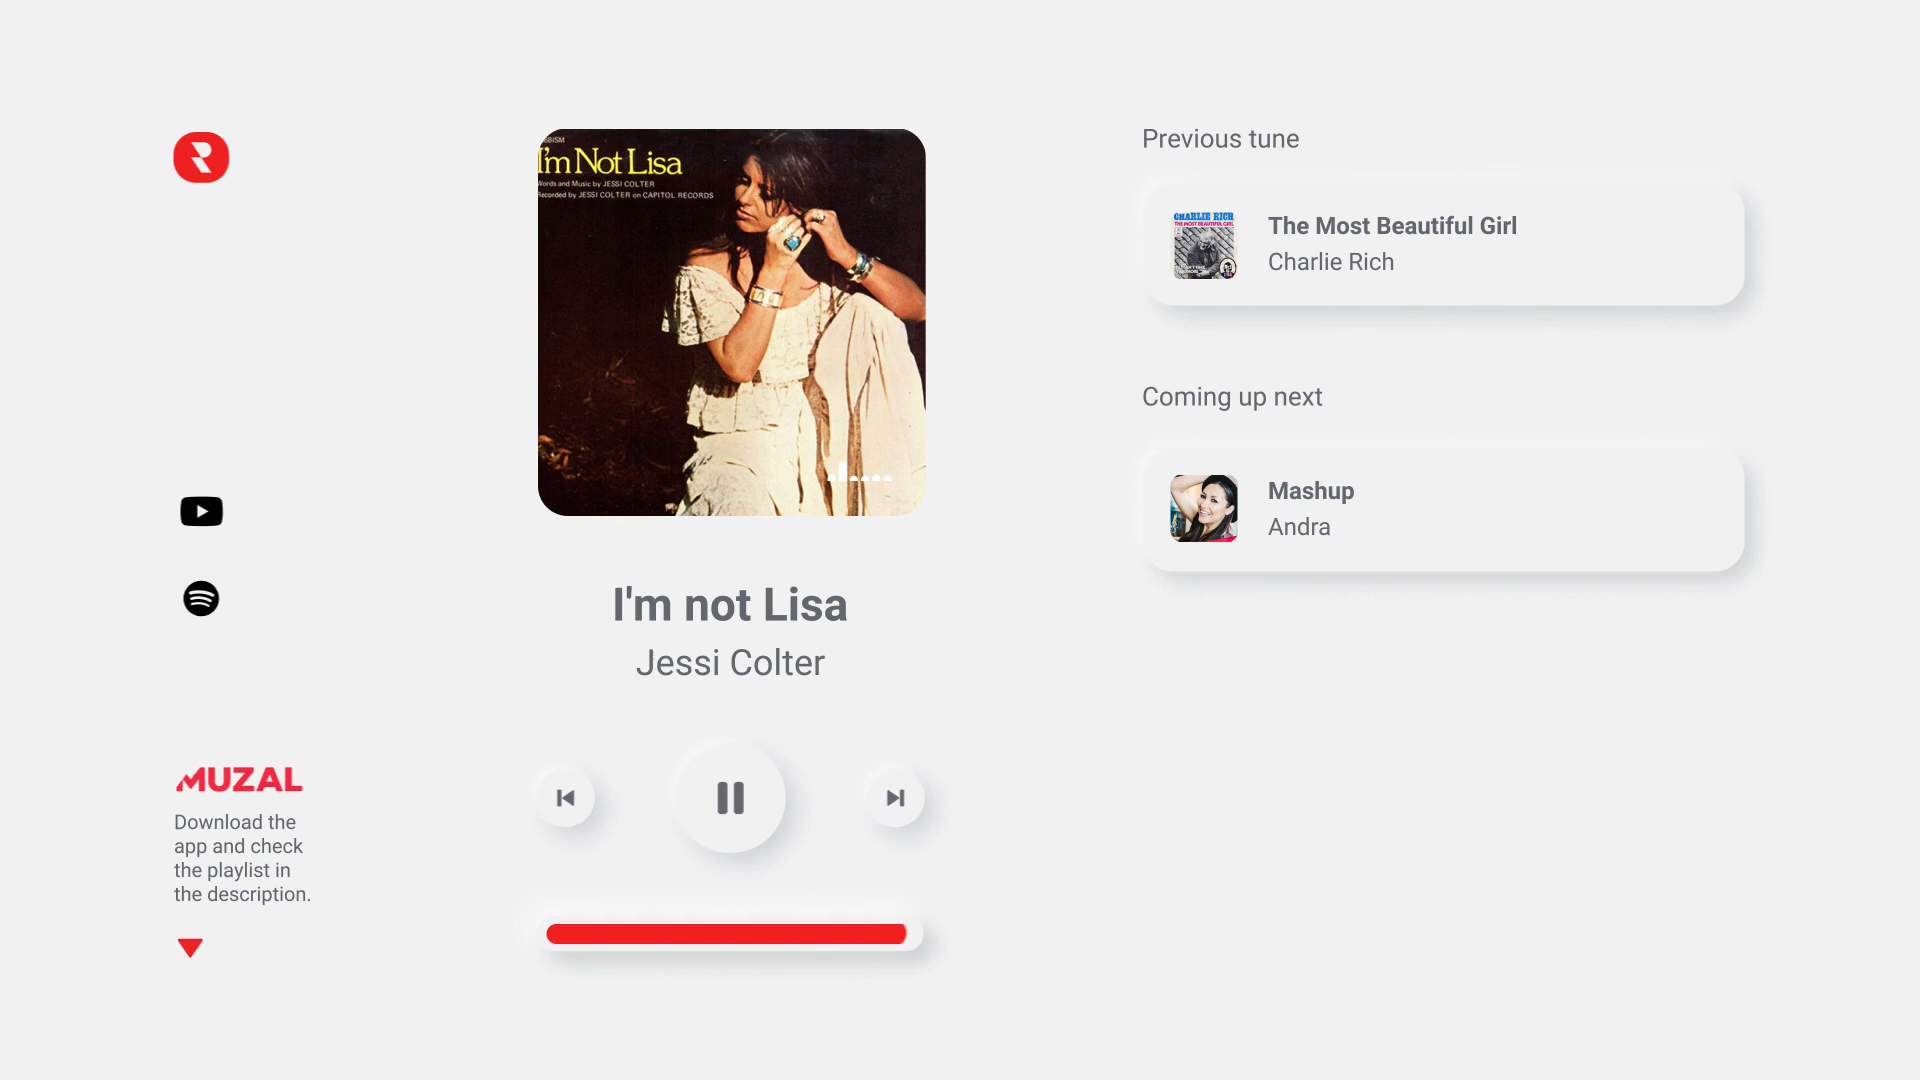 I'm Not Lisa
Words and Music by JESSI COLTER
Recorded by JESSI COLTER on CAPITOL RECORDS
I'm not Lisa
Jessi Colter
Previous tune
CHARLIE RICH
THE MOST BEAUTIFUL GIRL
The Most Beautiful Girl
Charlie Rich
Coming up next
Mashup
Andra
MUZAL
Download the
app and check
the playlist in
the description.